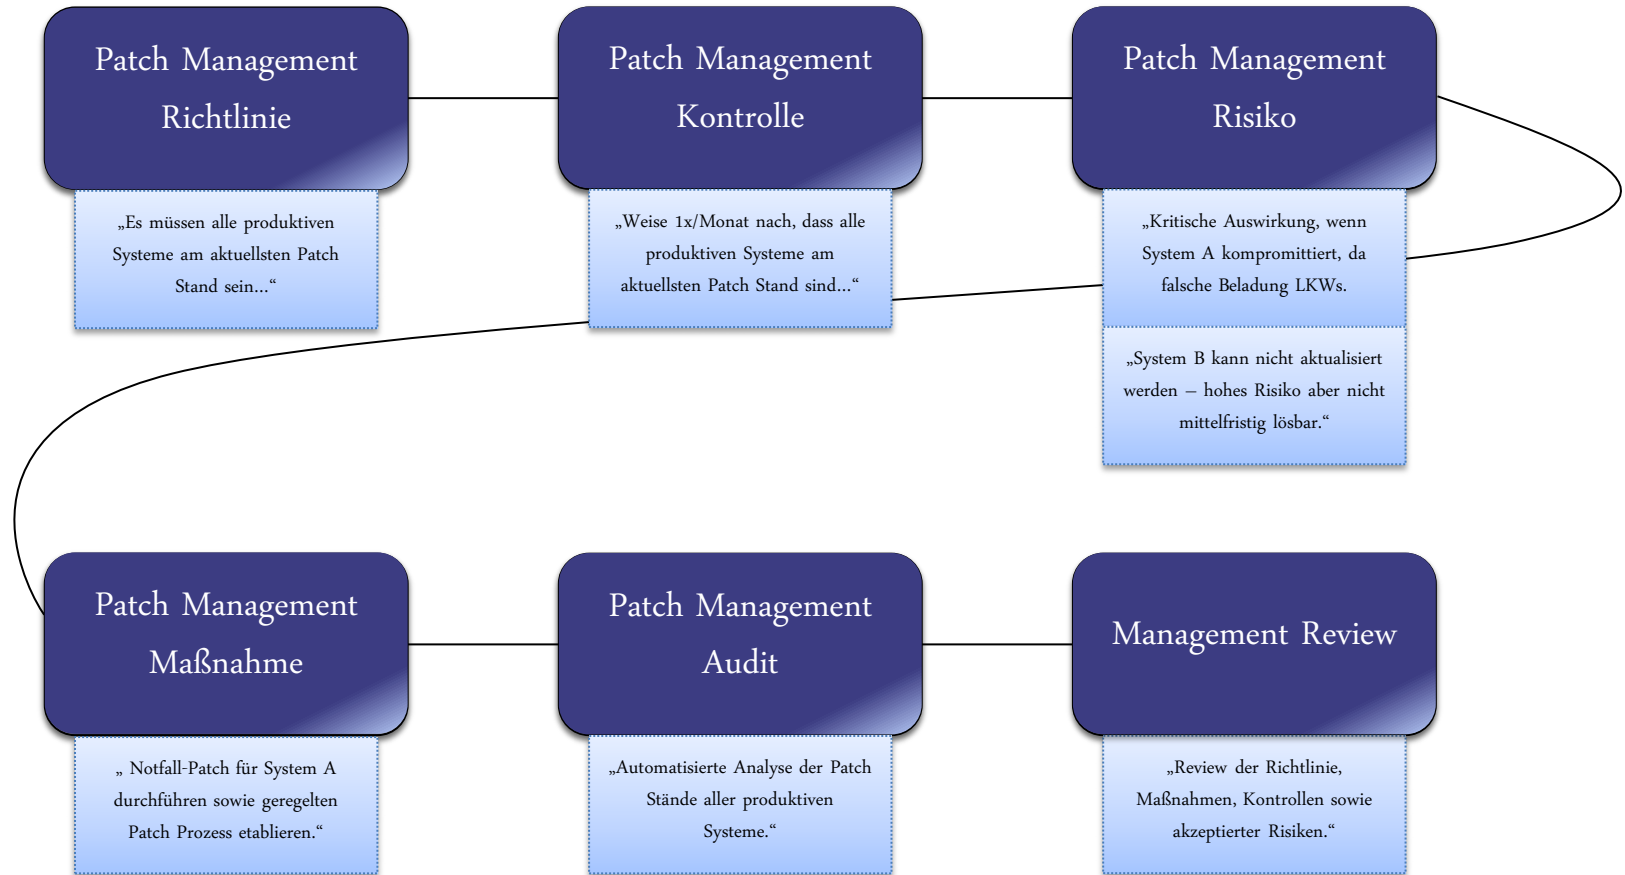 Patch Management
Richtlinie
„Es müssen alle produktiven
Systeme am aktuellsten Patch
Stand sein...“
Patch Management
Kontrolle
„Weise 1x/Monat nach, dass alle
produktiven Systeme am
aktuellsten Patch Stand sind...“
Patch Management
Risiko
„Kritische Auswirkung, wenn
System A kompromittiert, da
falsche Beladung LKWs.
„System B kann nicht aktualisiert
werden – hohes Risiko aber nicht
mittelfristig lösbar.“
Patch Management
Maßnahme
„ Notfall-Patch für System A
durchführen sowie geregelten
Patch Prozess etablieren.“
Patch Management
Audit
„Automatisierte Analyse der Patch
Stände aller produktiven
Systeme.“
Management Review
„Review der Richtlinie,
Maßnahmen, Kontrollen sowie
akzeptierter Risiken.“